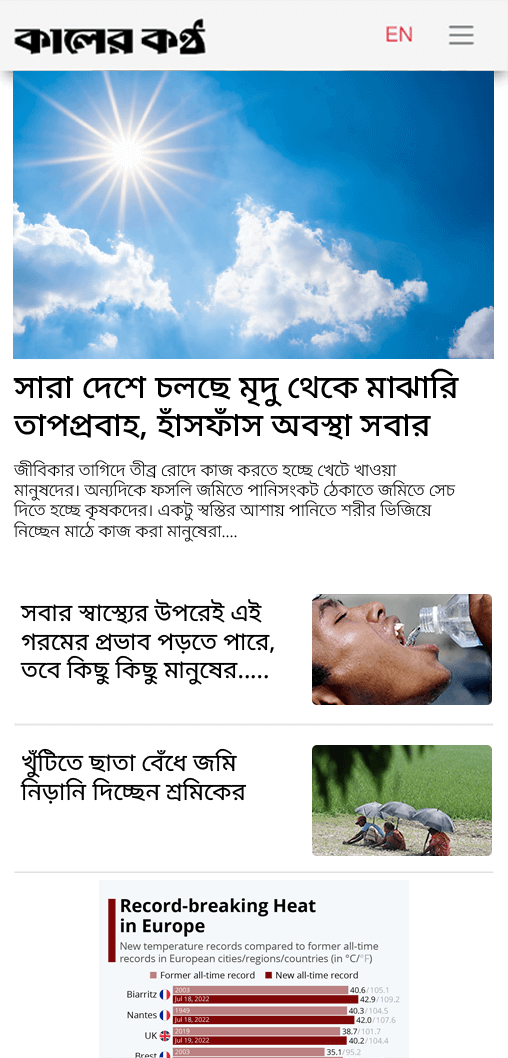 কালের কণ্ঠ
EN
সারা দেশে চলছে মৃদু থেকে মাঝারি
তাপপ্রবাহ, হাঁসফাঁস অবস্থা সবার
জীবিকার তাগিদে তীব্র রোদে কাজ করতে হচ্ছে খেটে খাওয়া
মানুষদের। অন্যদিকে ফসলি জমিতে পানিসংকট ঠেকাতে জমিতে সেচ
দিতে হচ্ছে কৃষকদের। একটু স্বস্তির আশায় পানিতে শরীর ভিজিয়ে
নিচ্ছেন মাঠে কাজ করা মানুষেরা....
সবার স্বাস্থ্যের উপরেই এই
গরমের প্রভাব পড়তে পারে,
তবে কিছু কিছু মানুষের.....
খুঁটিতে ছাতা বেঁধে জমি
নিড়ানি দিচ্ছেন শ্রমিকের
Record-breaking Heat
in Europe
New temperature records compared to former all-time
records in European cities/regions/countries (in °C/°F)
Former all-time record New all-time record
2003 40.6/105.1
Biarritz
Jul 18, 2022 42.9/109.2
1949 40.3/104.5
Nantes
Jul 18, 2022 42.0/107.6
2019 38.7/101.7
UK
Jul 19, 2022 40.2/104.4
2003 35.1/95.2
Brest